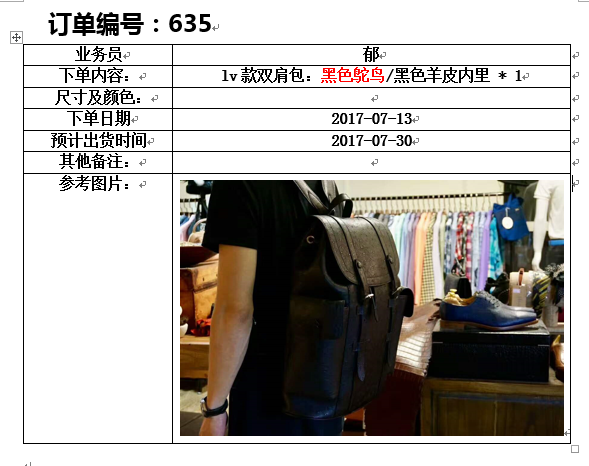 订单编号：635
业务员 郁
下单内容： lv款双肩包：黑色鸵鸟/黑色羊皮内里 * 1
尺寸及颜色：
下单日期 2017-07-13
预计出货时间 2017-07-30
其他备注：
参考图片：